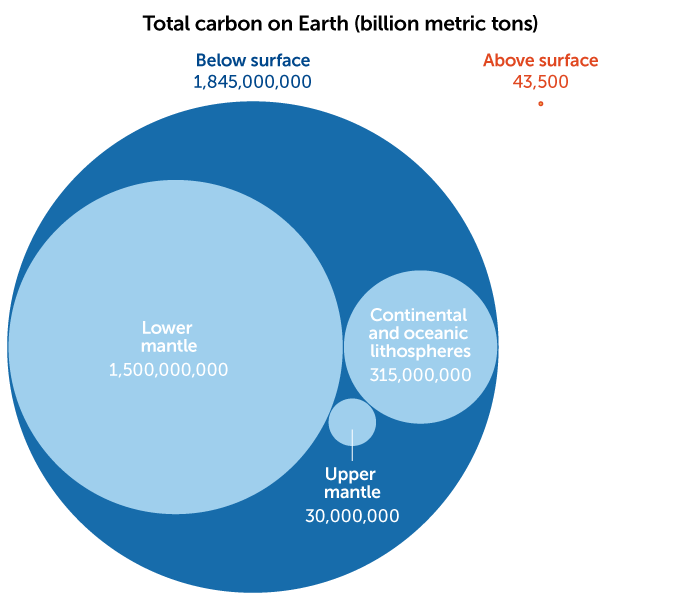 Total carbon on Earth (billion metric tons)
Below surface
1,845,000,000
Above surface
43,500
Lower
mantle
1,500,000,000
Continental
and oceanic
lithospheres
315,000,000
Upper
mantle
30,000,000